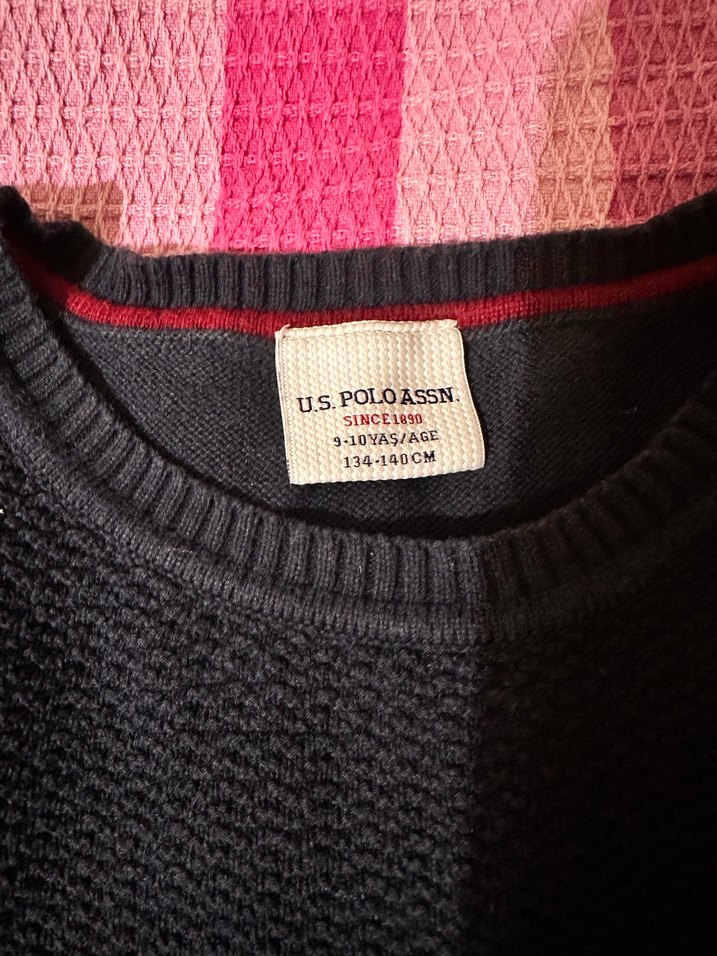 U.S. POLO ASSN.
SINCE 1890
9-10 YAŞ/AGE
134-140 CM